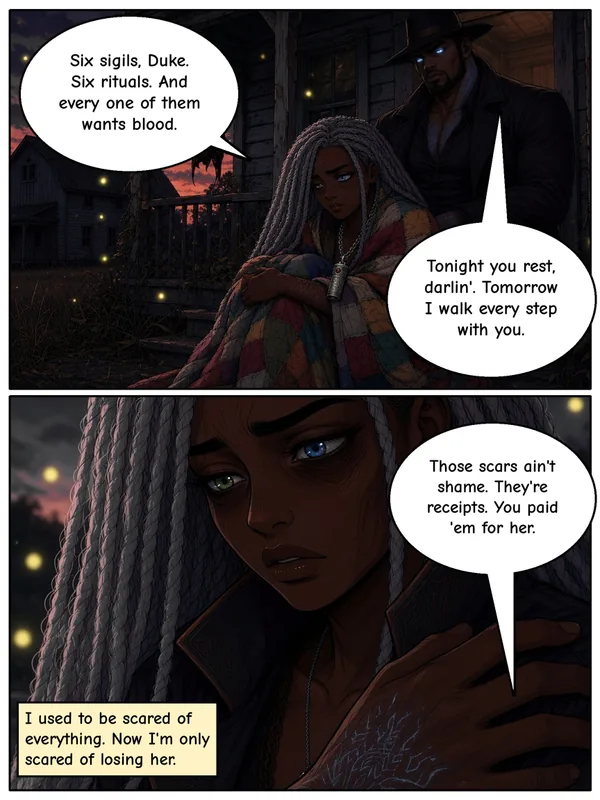 Six sigils, Duke.
Six rituals. And
every one of them
wants blood.
Tonight you rest,
darlin'. Tomorrow
I walk every step
with you.
Those scars ain't
shame. They're
receipts. You paid
'em for her.
I used to be scared of
everything. Now I'm only
scared of losing her.